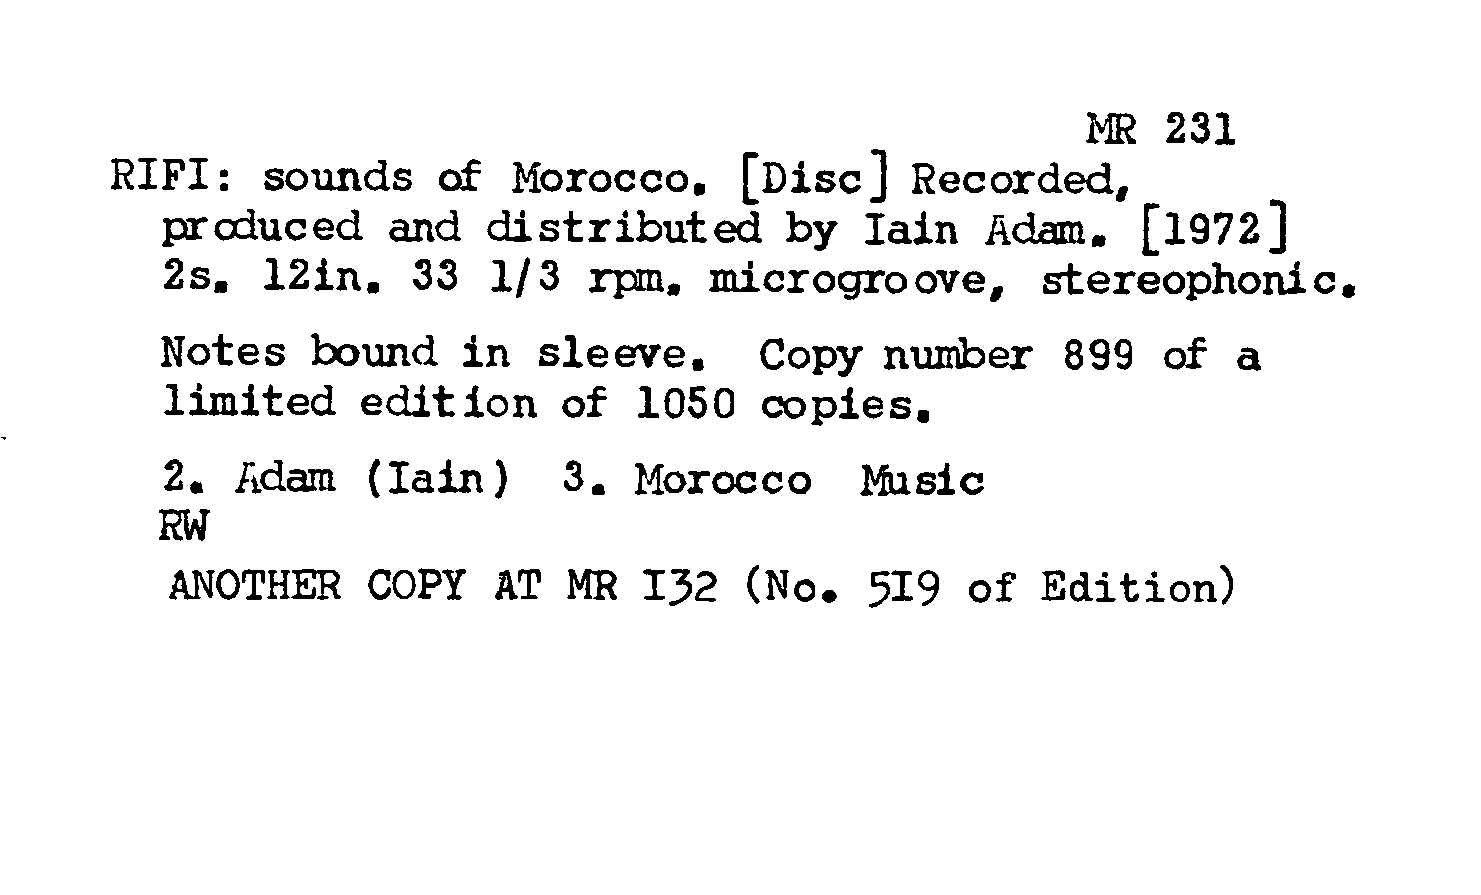 MR 231
RIFI: sounds of Morocco. [Disc] Recorded,
produced and distributed by Iain Adam. [1972]
2s. 12in. 33 1/3 rpm. microgroove, stereophonic.
Notes bound in sleeve. Copy number 899 of a
limited edition of 1050 copies.
2. Adam (Iain) 3. Morocco Music
RW
ANOTHER COPY AT MR I32 (No. 5I9 of Edition)